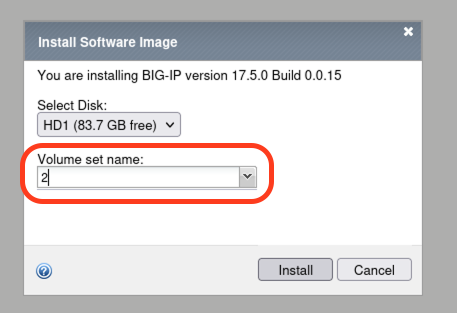 Install Software Image
You are installing BIG-IP version 17.5.0 Build 0.0.15
Select Disk:
HD1 (83.7 GB free)
Volume set name:
2
Install Cancel